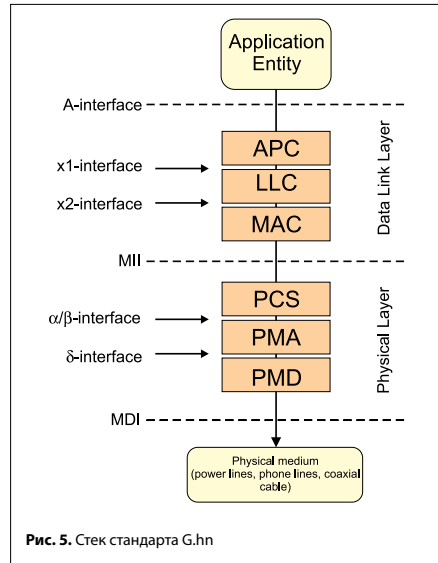 Application
Entity
A-interface
APC
x1-interface
LLC
x2-interface
MAC
Data Link Layer
MII
PCS
α/β-interface
PMA
δ-interface
PMD
Physical Layer
MDI
Physical medium
(power lines, phone lines, coaxial
cable)
Рис. 5. Стек стандарта G.hn